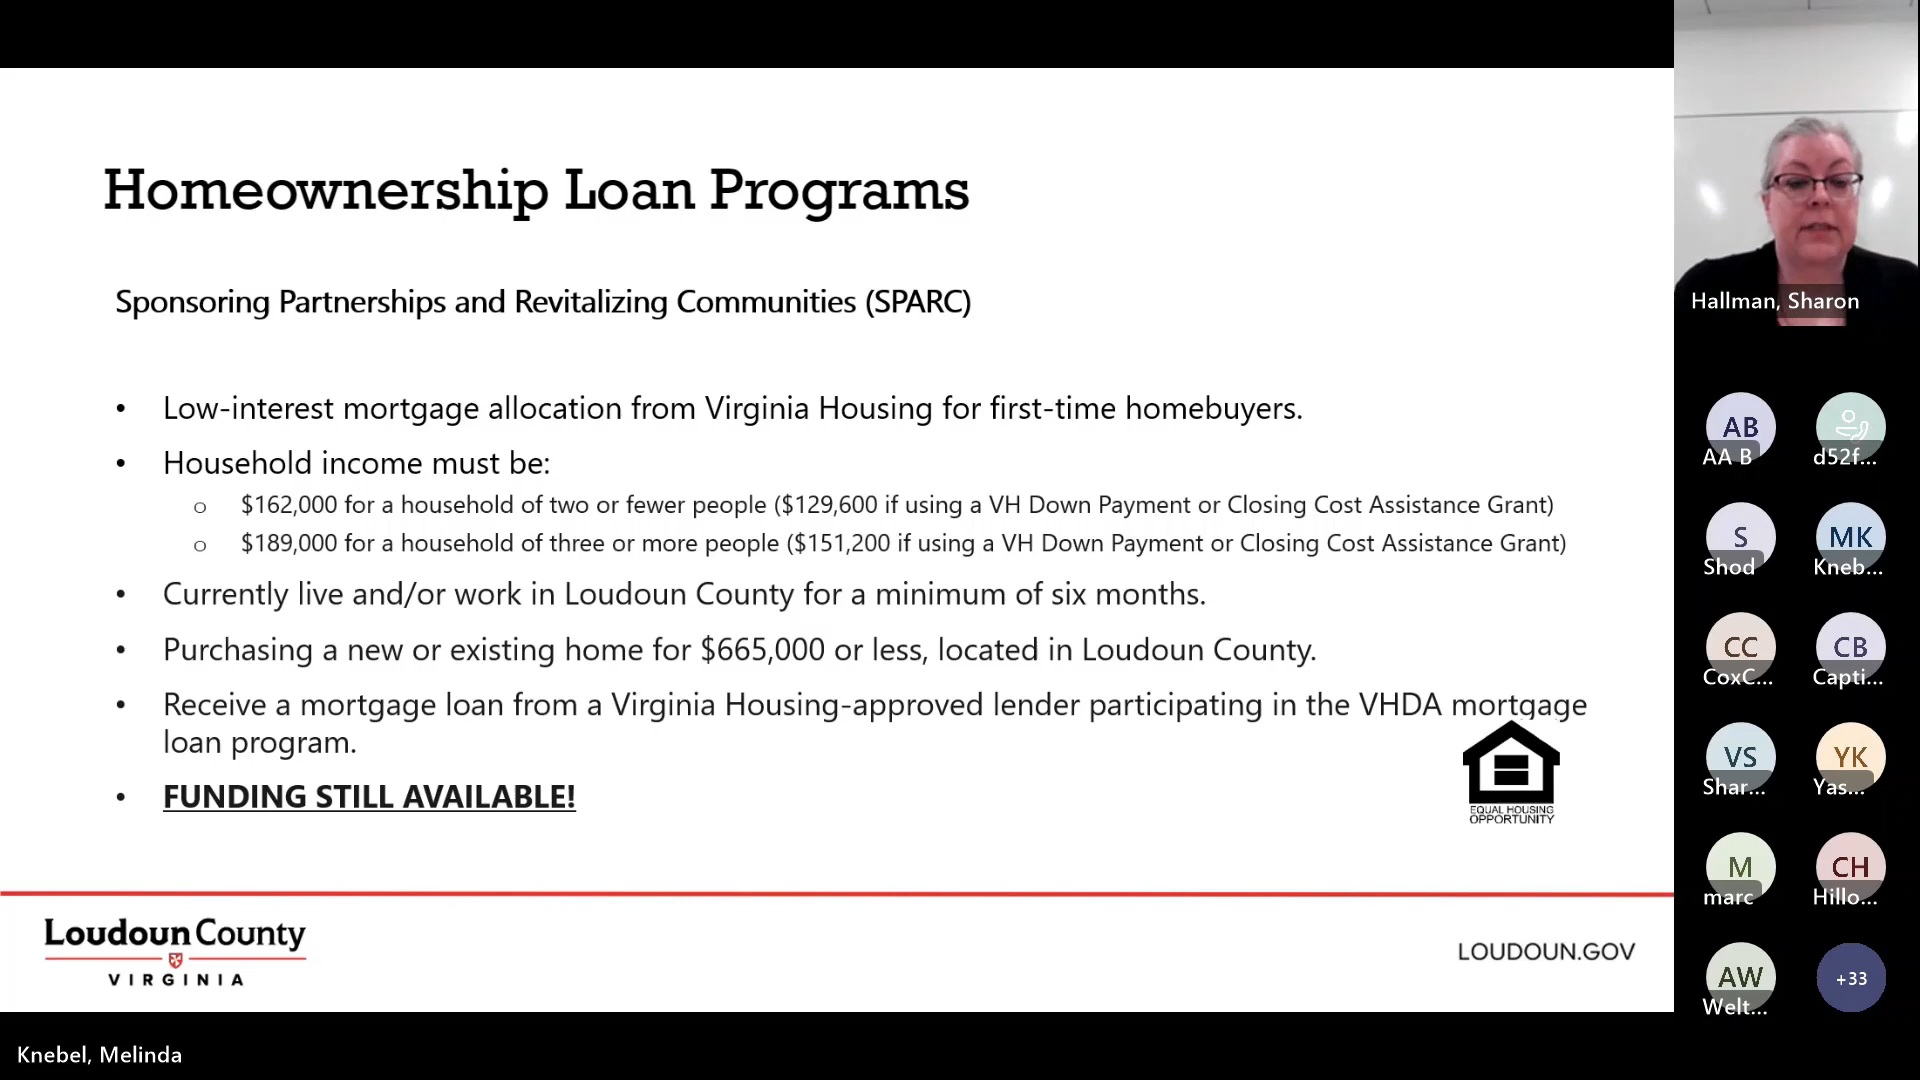 Homeownership Loan Programs
Sponsoring Partnerships and Revitalizing Communities (SPARC)
• Low-interest mortgage allocation from Virginia Housing for first-time homebuyers.
• Household income must be:
o $162,000 for a household of two or fewer people ($129,600 if using a VH Down Payment or Closing Cost Assistance Grant)
o $189,000 for a household of three or more people ($151,200 if using a VH Down Payment or Closing Cost Assistance Grant)
• Currently live and/or work in Loudoun County for a minimum of six months.
• Purchasing a new or existing home for $665,000 or less, located in Loudoun County.
• Receive a mortgage loan from a Virginia Housing-approved lender participating in the VHDA mortgage
loan program.
• FUNDING STILL AVAILABLE!
EQUAL HOUSING
OPPORTUNITY
Loudoun County
VIRGINIA
LOUDOUN.GOV
Knebel, Melinda
Hallman, Sharon
AB
AA B
d52f...
S
Shod
MK
Kneb...
CC
CoxC...
CB
Capti...
VS
Shar...
YK
Yas...
M
marc
CH
Hillo...
AW
Welt...
+33